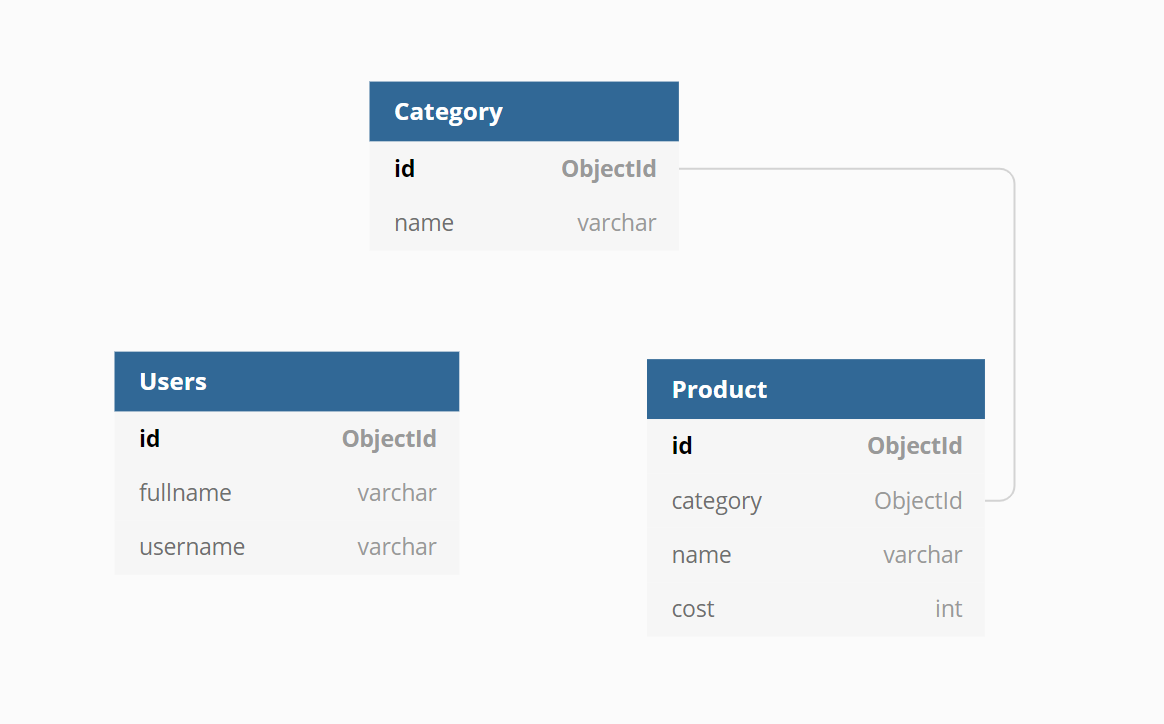 Category
id ObjectId
name varchar
Users
id ObjectId
fullname varchar
username varchar
Product
id ObjectId
category ObjectId
name varchar
cost int